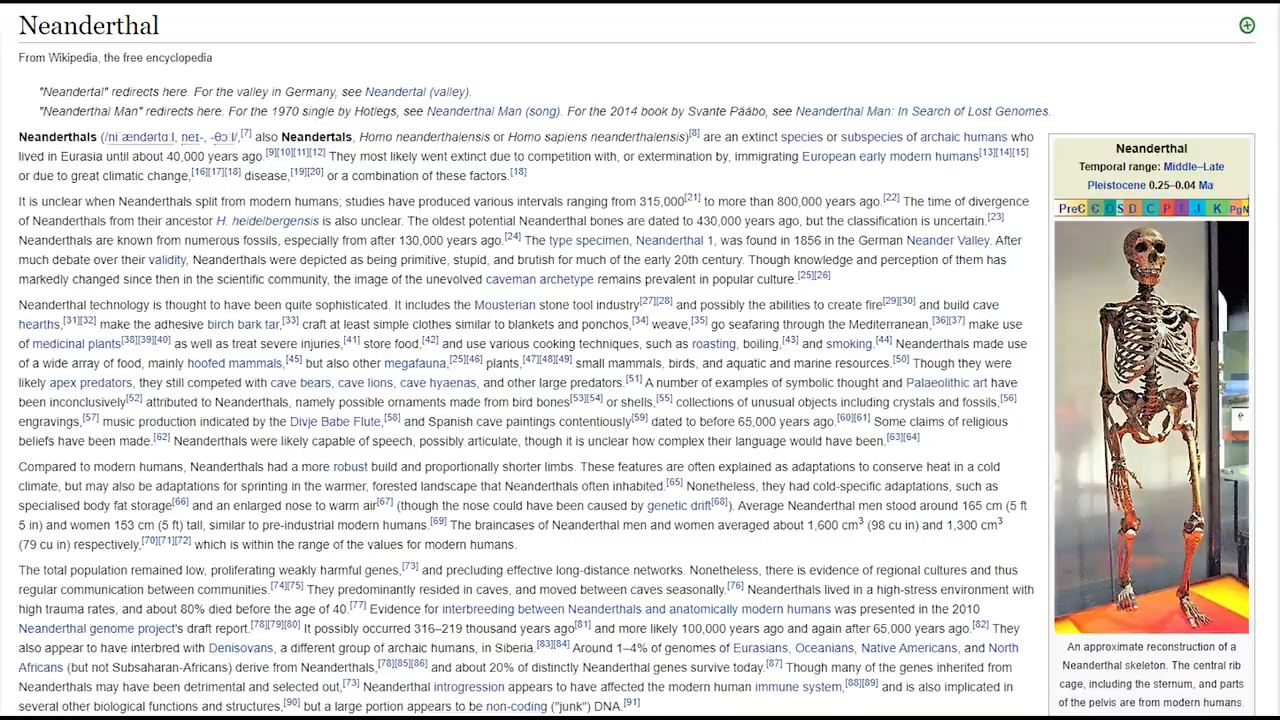 Neanderthal
From Wikipedia, the free encyclopedia
"Neandertal" redirects here. For the valley in Germany, see Neandertal (valley).
"Neanderthal Man" redirects here. For the 1970 single by Hotlegs, see Neanderthal Man (song). For the 2014 book by Svante Pääbo, see Neanderthal Man: In Search of Lost Genomes.
Neanderthals (/niˈændərtɑːl, neɪ-, -θɔːl/,[7] also Neandertals, Homo neanderthalensis or Homo sapiens neanderthalensis)[8] are an extinct species or subspecies of archaic humans who
lived in Eurasia until about 40,000 years ago.[9][10][11][12] They most likely went extinct due to competition with, or extermination by, immigrating European early modern humans[13][14][15]
or due to great climatic change,[16][17][18] disease,[19][20] or a combination of these factors.[18]
It is unclear when Neanderthals split from modern humans; studies have produced various intervals ranging from 315,000[21] to more than 800,000 years ago.[22] The time of divergence
of Neanderthals from their ancestor H. heidelbergensis is also unclear. The oldest potential Neanderthal bones are dated to 430,000 years ago, but the classification is uncertain.[23]
Neanderthals are known from numerous fossils, especially from after 130,000 years ago.[24] The type specimen, Neanderthal 1, was found in 1856 in the German Neander Valley. After
much debate over their validity, Neanderthals were depicted as being primitive, stupid, and brutish for much of the early 20th century. Though knowledge and perception of them has
markedly changed since then in the scientific community, the image of the unevolved caveman archetype remains prevalent in popular culture.[25][26]
Neanderthal technology is thought to have been quite sophisticated. It includes the Mousterian stone tool industry[27][28] and possibly the abilities to create fire[29][30] and build cave
hearths,[31][32] make the adhesive birch bark tar,[33] craft at least simple clothes similar to blankets and ponchos,[34] weave,[35] go seafaring through the Mediterranean,[36][37] make use
of medicinal plants[38][39][40] as well as treat severe injuries,[41] store food,[42] and use various cooking techniques, such as roasting, boiling,[43] and smoking.[44] Neanderthals made use
of a wide array of food, mainly hoofed mammals,[45] but also other megafauna,[25][46] plants,[47][48][49] small mammals, birds, and aquatic and marine resources.[50] Though they were
likely apex predators, they still competed with cave bears, cave lions, cave hyaenas, and other large predators.[51] A number of examples of symbolic thought and Palaeolithic art have
been inconclusively[52] attributed to Neanderthals, namely possible ornaments made from bird bones[53][54] or shells,[55] collections of unusual objects including crystals and fossils,[56]
engravings,[57] music production indicated by the Divje Babe Flute,[58] and Spanish cave paintings contentiously[59] dated to before 65,000 years ago.[60][61] Some claims of religious
beliefs have been made.[62] Neanderthals were likely capable of speech, possibly articulate, though it is unclear how complex their language would have been.[63][64]
Compared to modern humans, Neanderthals had a more robust build and proportionally shorter limbs. These features are often explained as adaptations to conserve heat in a cold
climate, but may also be adaptations for sprinting in the warmer, forested landscape that Neanderthals often inhabited.[65] Nonetheless, they had cold-specific adaptations, such as
specialised body fat storage[66] and an enlarged nose to warm air[67] (though the nose could have been caused by genetic drift[68]). Average Neanderthal men stood around 165 cm (5 ft
5 in) and women 153 cm (5 ft) tall, similar to pre-industrial modern humans.[69] The braincases of Neanderthal men and women averaged about 1,600 cm³ (98 cu in) and 1,300 cm³
(79 cu in) respectively,[70][71][72] which is within the range of the values for modern humans.
The total population remained low, proliferating weakly harmful genes,[73] and precluding effective long-distance networks. Nonetheless, there is evidence of regional cultures and thus
regular communication between communities.[74][75] They predominantly resided in caves, and moved between caves seasonally.[76] Neanderthals lived in a high-stress environment with
high trauma rates, and about 80% died before the age of 40.[77] Evidence for interbreeding between Neanderthals and anatomically modern humans was presented in the 2010
Neanderthal genome project's draft report.[78][79][80] It possibly occurred 316–219 thousand years ago[81] and more likely 100,000 years ago and again after 65,000 years ago.[82] They
also appear to have interbred with Denisovans, a different group of archaic humans, in Siberia.[83][84] Around 1–4% of genomes of Eurasians, Oceanians, Native Americans, and North
Africans (but not Subsaharan-Africans) derive from Neanderthals,[78][85][86] and about 20% of distinctly Neanderthal genes survive today.[87] Though many of the genes inherited from
Neanderthals may have been detrimental and selected out,[73] Neanderthal introgression appears to have affected the modern human immune system,[88][89] and is also implicated in
several other biological functions and structures,[90] but a large portion appears to be non-coding ("junk") DNA.[91]
Neanderthal
Temporal range: Middle–Late
Pleistocene 0.25–0.04 Ma
PreꞒ Ꞓ O S D C P T J K Pg N
An approximate reconstruction of a
Neanderthal skeleton. The central rib
cage, including the sternum, and parts
of the pelvis are from modern humans.